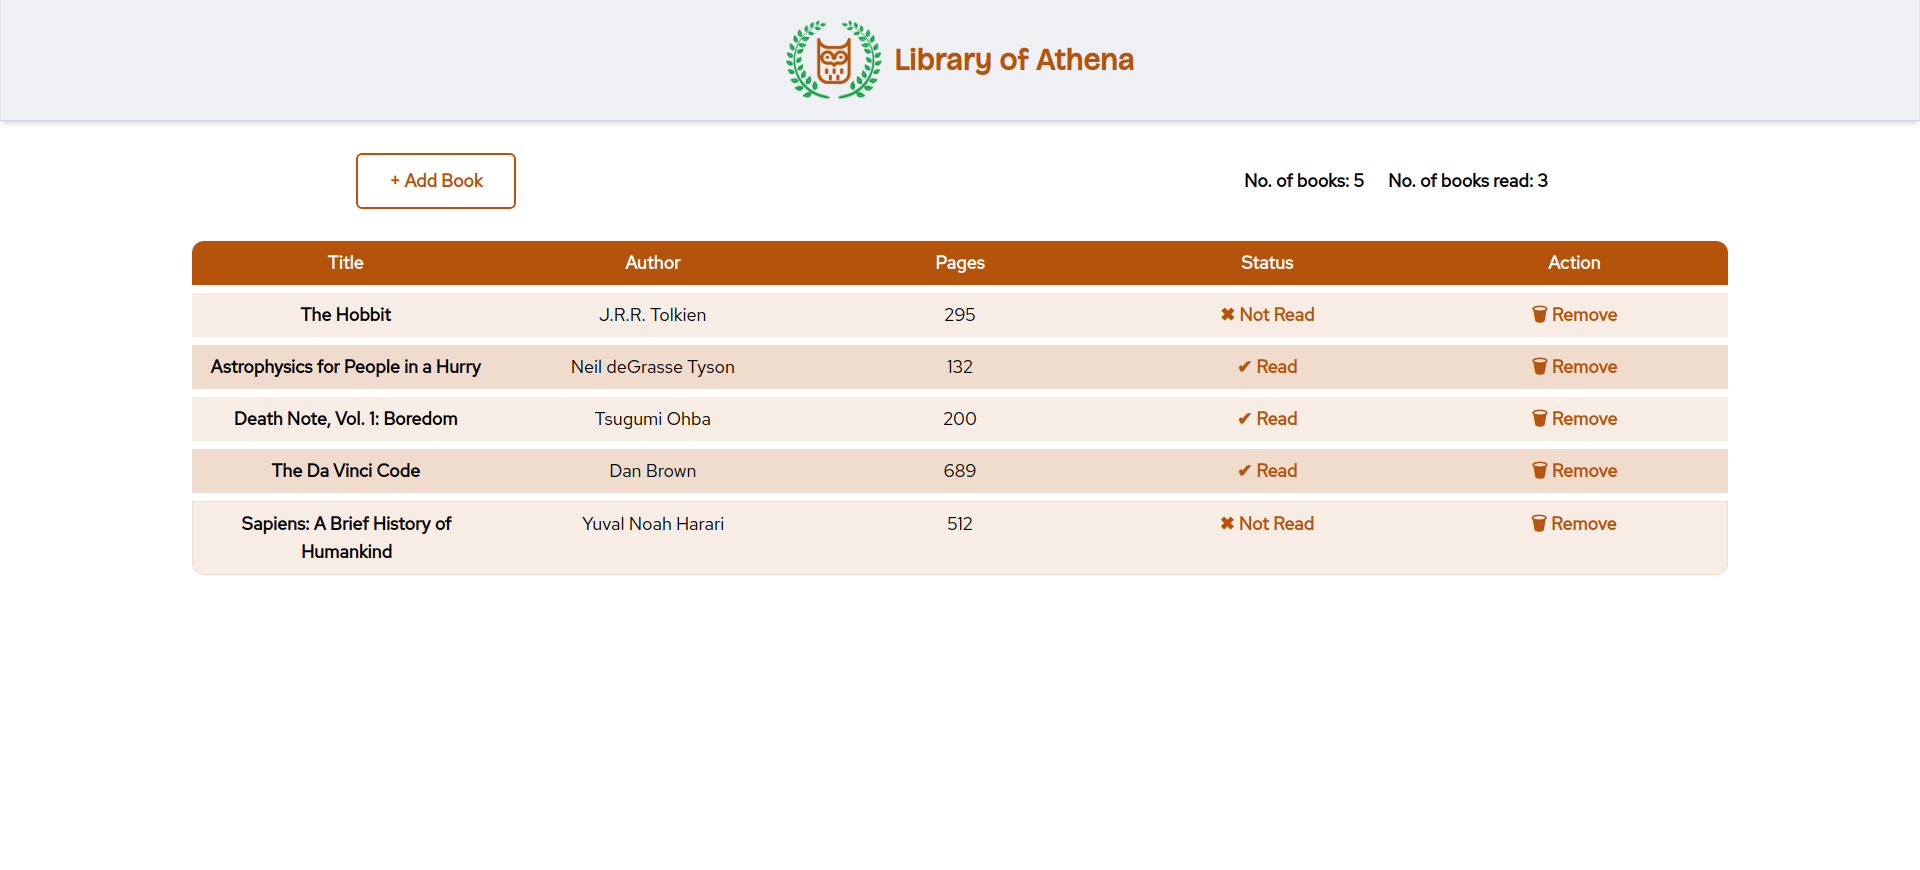 Library of Athena
+ Add Book
No. of books: 5 No. of books read: 3
Title Author Pages Status Action
The Hobbit J.R.R. Tolkien 295 ✖ Not Read Remove
Astrophysics for People in a Hurry Neil deGrasse Tyson 132 ✔ Read Remove
Death Note, Vol. 1: Boredom Tsugumi Ohba 200 ✔ Read Remove
The Da Vinci Code Dan Brown 689 ✔ Read Remove
Sapiens: A Brief History of Yuval Noah Harari 512 ✖ Not Read Remove
Humankind